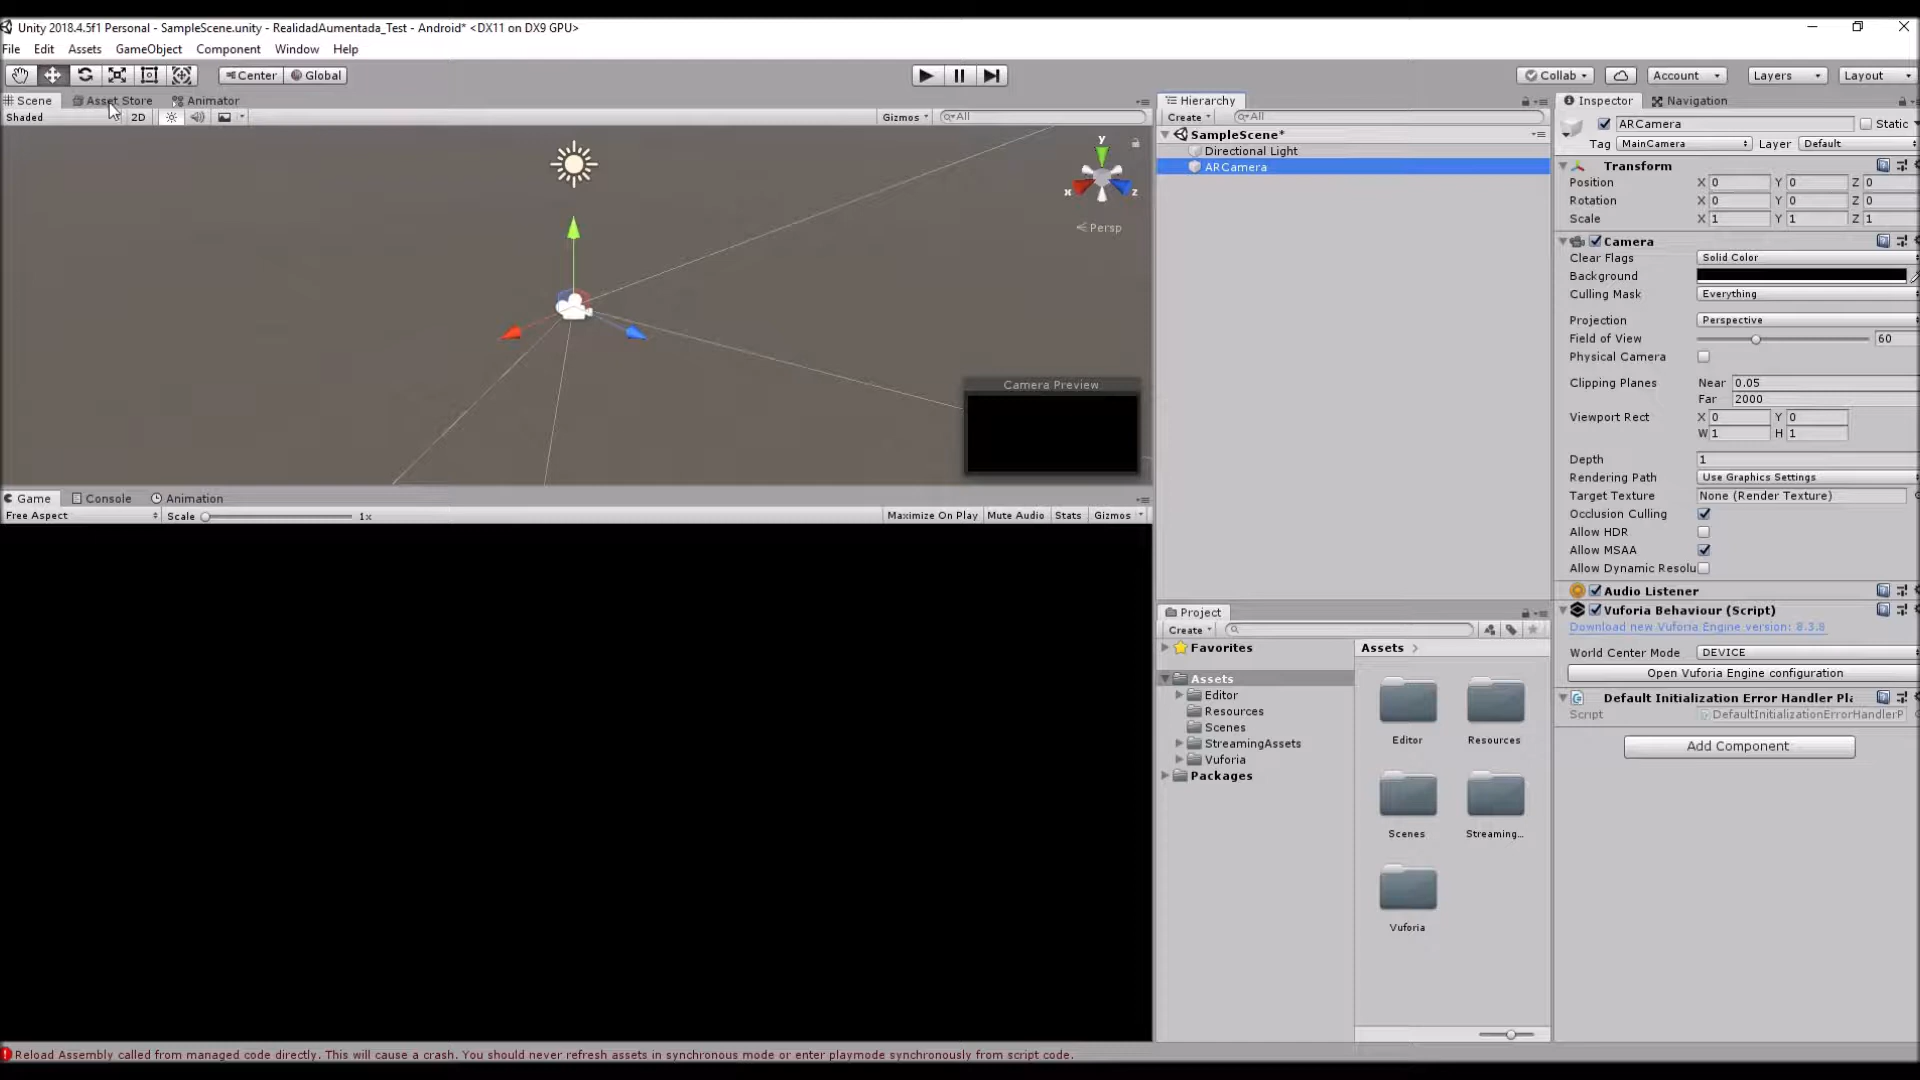 Unity 2018.4.5f1 Personal - SampleScene.unity - RealidadAumentada_Test - Android* <DX11 on DX9 GPU>
File Edit Assets GameObject Component Window Help
Center Global
Collab Account Layers Layout
Scene Asset Store Animator
Shaded 2D Gizmos All
y
x z
Persp
Camera Preview
Game Console Animation
Free Aspect Scale 1x Maximize On Play Mute Audio Stats Gizmos
Hierarchy
Create All
SampleScene*
Directional Light
ARCamera
Project
Create
Favorites
Assets
Editor
Resources
Scenes
StreamingAssets
Vuforia
Packages
Assets
Editor Resources
Scenes Streaming...
Vuforia
Inspector Navigation
ARCamera Static
Tag MainCamera Layer Default
Transform
Position X 0 Y 0 Z 0
Rotation X 0 Y 0 Z 0
Scale X 1 Y 1 Z 1
Camera
Clear Flags Solid Color
Background
Culling Mask Everything
Projection Perspective
Field of View 60
Physical Camera
Clipping Planes Near 0.05
Far 2000
Viewport Rect X 0 Y 0
W 1 H 1
Depth 1
Rendering Path Use Graphics Settings
Target Texture None (Render Texture)
Occlusion Culling
Allow HDR
Allow MSAA
Allow Dynamic Resolu
Audio Listener
Vuforia Behaviour (Script)
Download new Vuforia Engine version: 8.3.8
World Center Mode DEVICE
Open Vuforia Engine configuration
Default Initialization Error Handler Pla
Script DefaultInitializationErrorHandlerP
Add Component
Reload Assembly called from managed code directly. This will cause a crash. You should never refresh assets in synchronous mode or enter playmode synchronously from script code.